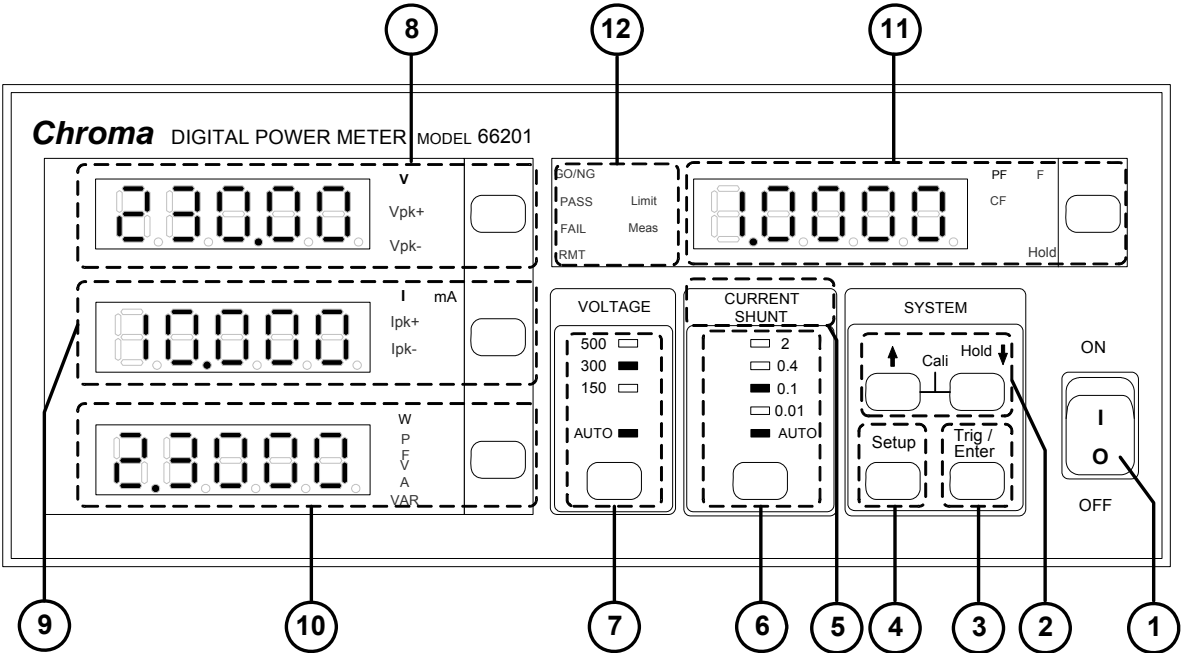 8
12
11
Chroma DIGITAL POWER METER MODEL 66201
230.00
V
Vpk+
Vpk-
GO/NG
PASS Limit
FAIL Meas
RMT
1.0000
PF F
CF
Hold
10.000
I mA
Ipk+
Ipk-
2.3000
W
P
F
V
A
VAR
VOLTAGE
500
300
150
AUTO
CURRENT
SHUNT
2
0.4
0.1
0.01
AUTO
SYSTEM
Cali
Hold
Setup
Trig /
Enter
ON
I
O
OFF
9
10
7
6
5
4
3
2
1